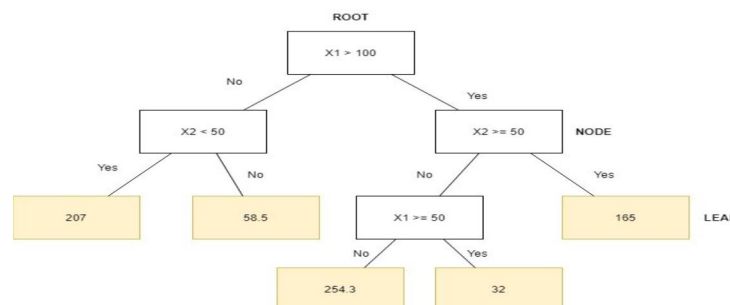 ROOT
X1 > 100
No
Yes
X2 < 50
X2 >= 50
NODE
Yes
No
No
Yes
207
58.5
X1 >= 50
165
LEA
No
Yes
254.3
32